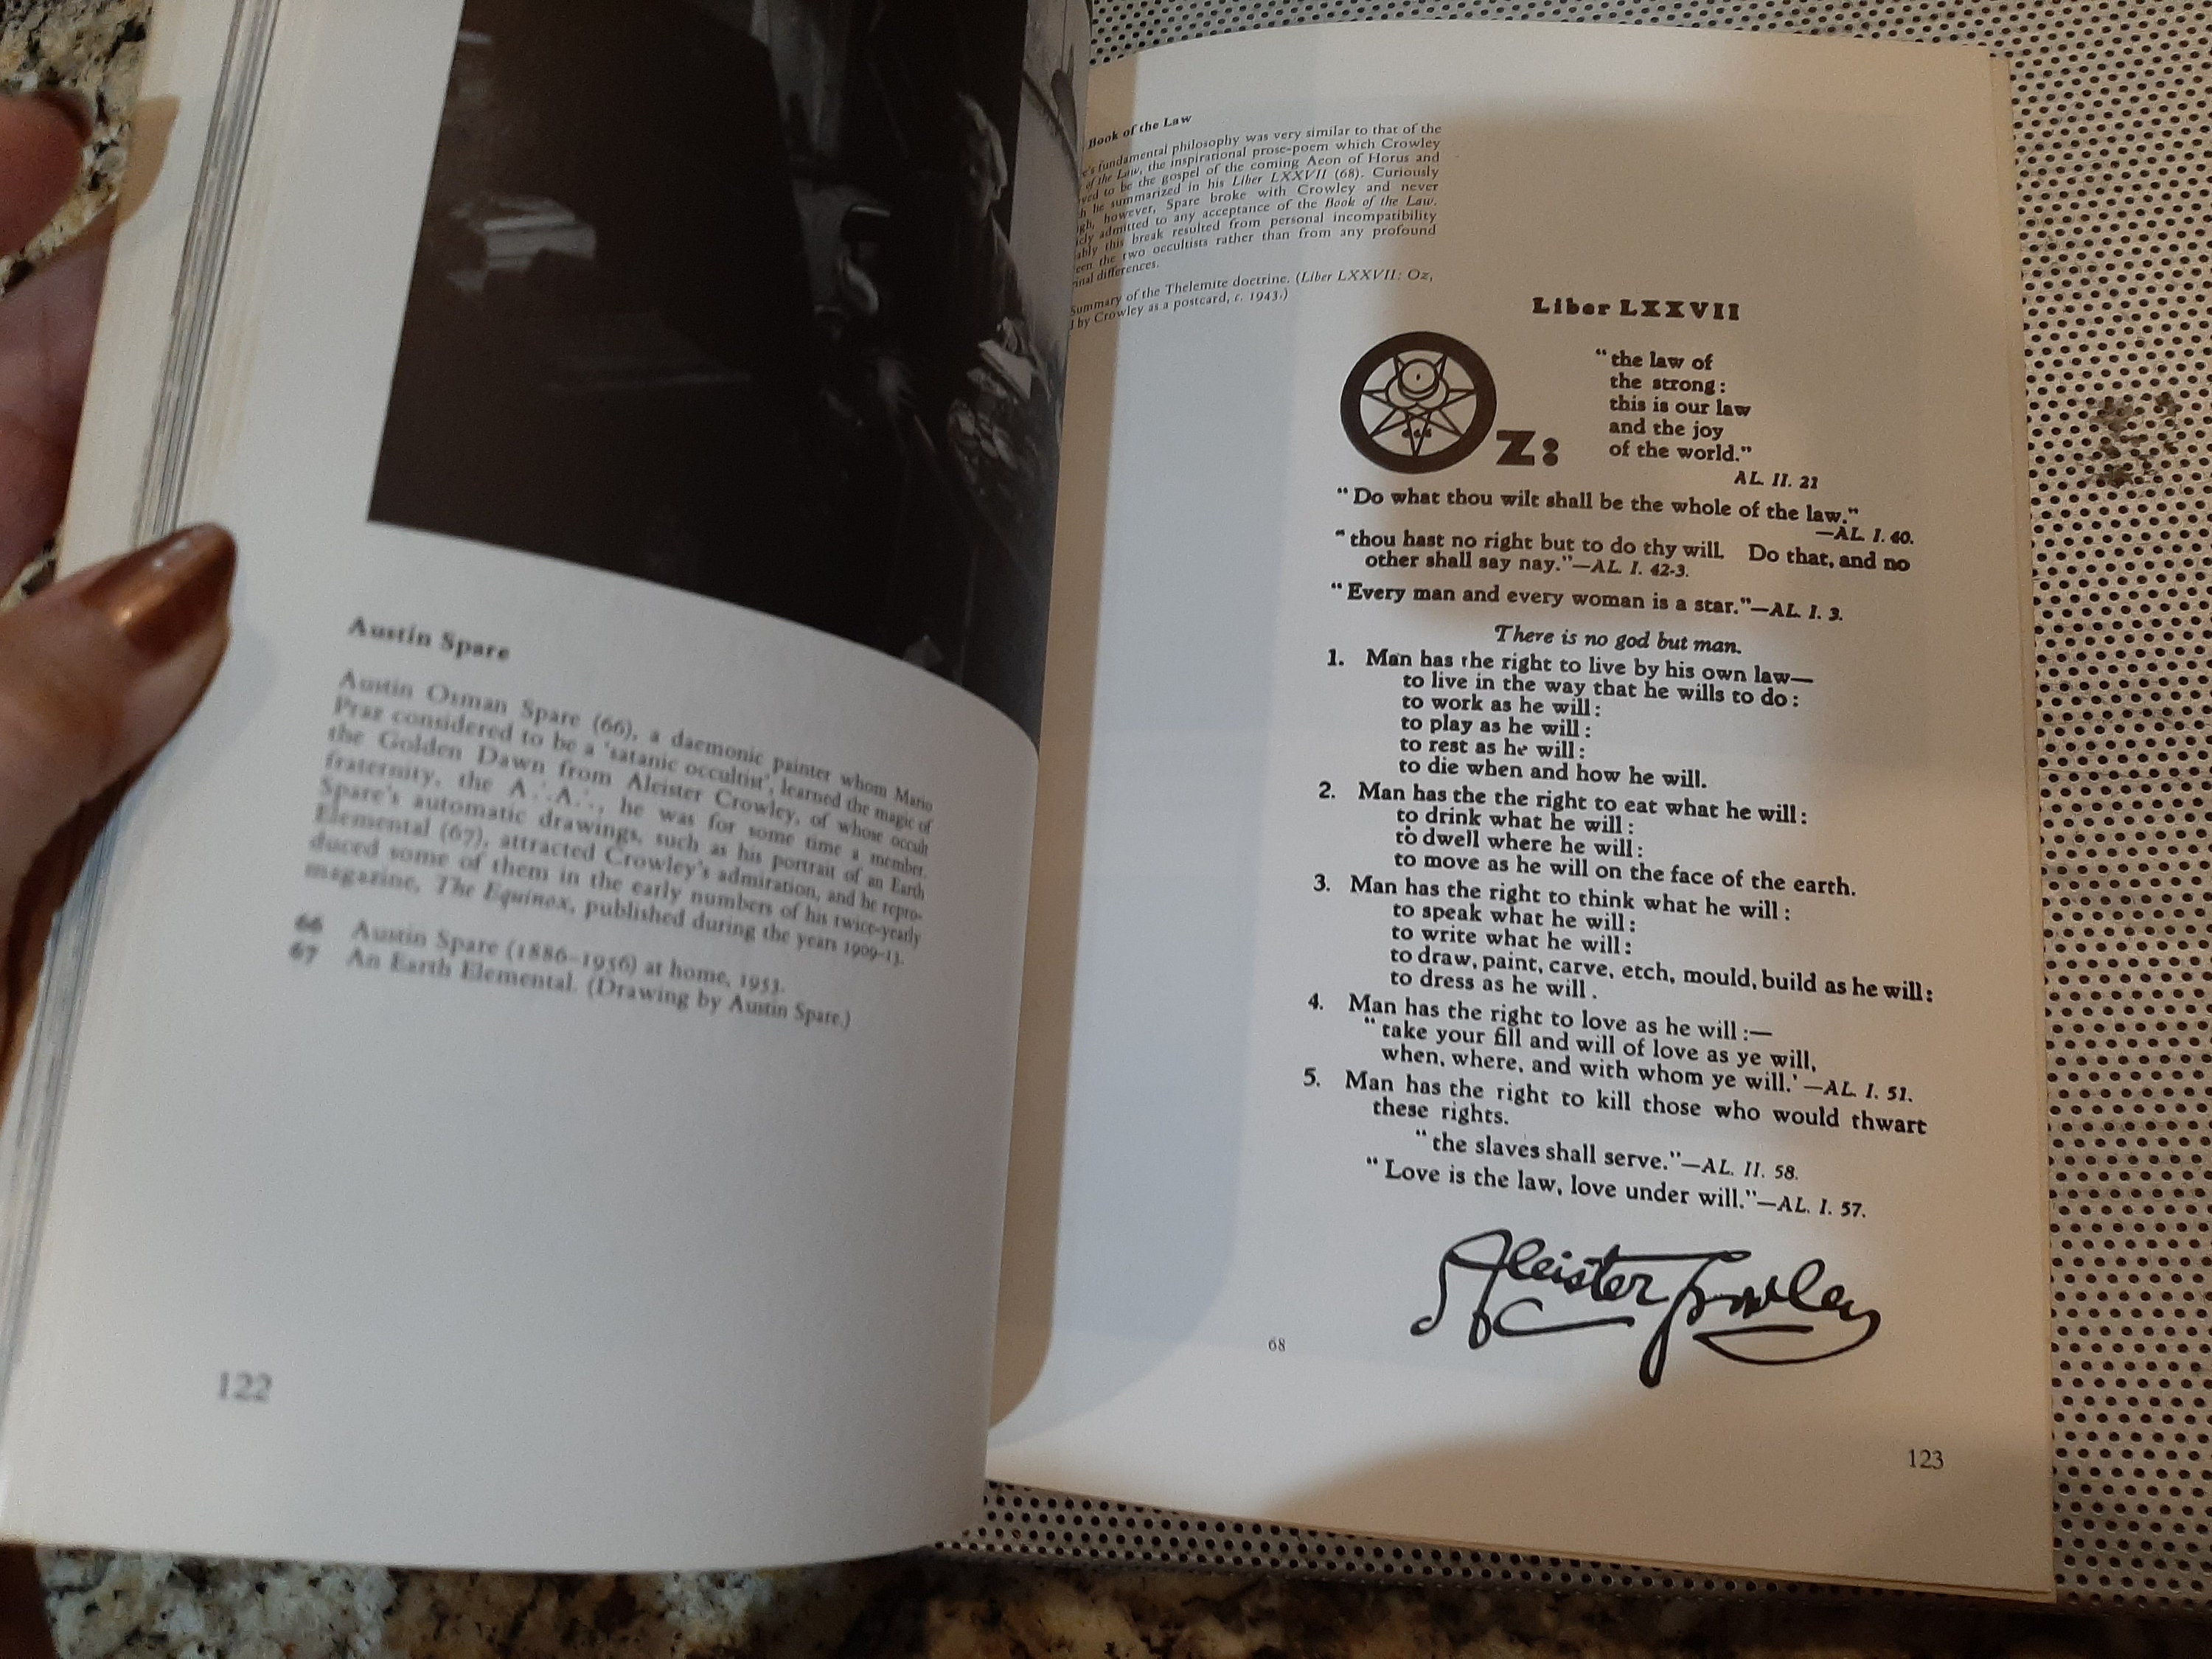 Austin Spare
Austin Osman Spare (66), a daemonic painter whom Mario
Praz considered to be a 'satanic occultist', learned the magic of
the Golden Dawn from Aleister Crowley, of whose occult
fraternity, the A∴A∴, he was for some time a member.
Spare's automatic drawings, such as his portrait of an Earth
Elemental (67), attracted Crowley's admiration, and he repro-
duced some of them in the early numbers of his twice-yearly
magazine, The Equinox, published during the years 1909-13.
66 Austin Spare (1886–1956) at home, 1953.
67 An Earth Elemental. (Drawing by Austin Spare.)
122
Book of the Law
fundamental philosophy was very similar to that of the
of the Law, the inspirational prose-poem which Crowley
to be the gospel of the coming Aeon of Horus and
he summarized in his Liber LXXVII (68). Curiously
however, Spare broke with Crowley and never
admitted to any acceptance of the Book of the Law.
this break resulted from personal incompatibility
the two occultists rather than from any profound
differences.
Summary of the Thelemite doctrine. (Liber LXXVII: Oz,
by Crowley as a postcard, c. 1943.)
Liber LXXVII
Oz:
"the law of
the strong:
this is our law
and the joy
of the world."
AL. II. 21
"Do what thou wilt shall be the whole of the law."
—AL. I. 40.
"thou hast no right but to do thy will. Do that, and no
other shall say nay."—AL. I. 42-3.
"Every man and every woman is a star."—AL. I. 3.
There is no god but man.
1. Man has the right to live by his own law—
to live in the way that he wills to do:
to work as he will:
to play as he will:
to rest as he will:
to die when and how he will.
2. Man has the the right to eat what he will:
to drink what he will:
to dwell where he will:
to move as he will on the face of the earth.
3. Man has the right to think what he will:
to speak what he will:
to write what he will:
to draw, paint, carve, etch, mould, build as he will:
to dress as he will.
4. Man has the right to love as he will:—
"take your fill and will of love as ye will,
when, where, and with whom ye will.'—AL. I. 51.
5. Man has the right to kill those who would thwart
these rights.
"the slaves shall serve."—AL. II. 58.
"Love is the law, love under will."—AL. I. 57.
Aleister Crowley
68
123